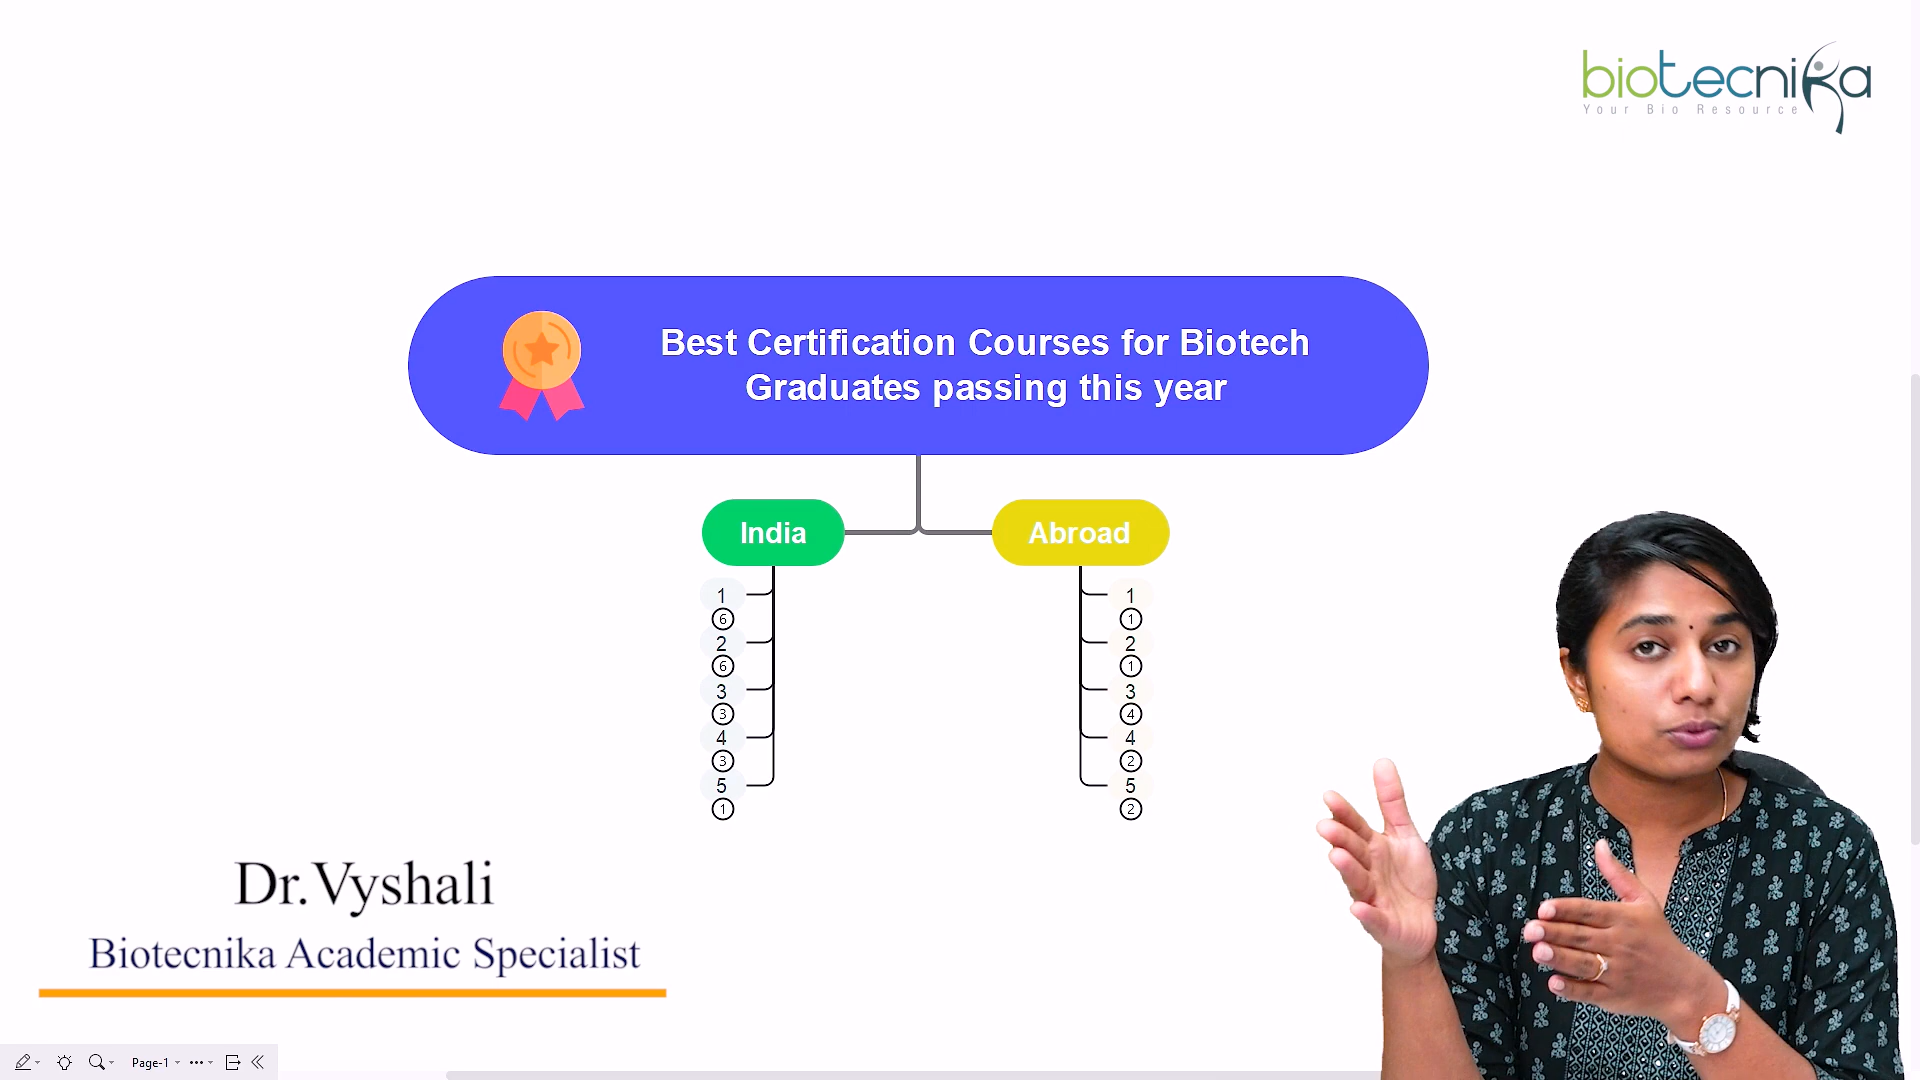 biotecnika
Your Bio Resource
Best Certification Courses for Biotech
Graduates passing this year
India
Abroad
1
6
2
6
3
3
4
3
5
1
1
1
2
1
3
4
4
2
5
2
Dr.Vyshali
Biotecnika Academic Specialist
Page-1